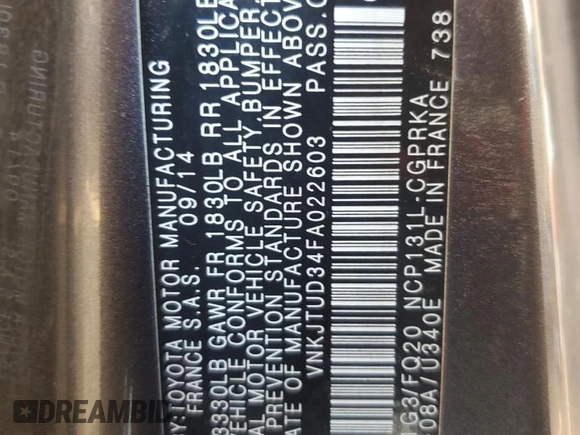 BY:TOYOTA MOTOR MANUFACTURING
FRANCE S.A.S. 09/14
3330LB GAWR FR 1830LB RR 1830LB
VEHICLE CONFORMS TO ALL APPLICA
AL MOTOR VEHICLE SAFETY,BUMPER,
PREVENTION STANDARDS IN EFFECT
ATE OF MANUFACTURE SHOWN ABOV
VNKJTUD34FA022603 PASS.C
1G3/FQ20 NCP131L-CGPRKA
08A/U340E MADE IN FRANCE 738
DREAMBID